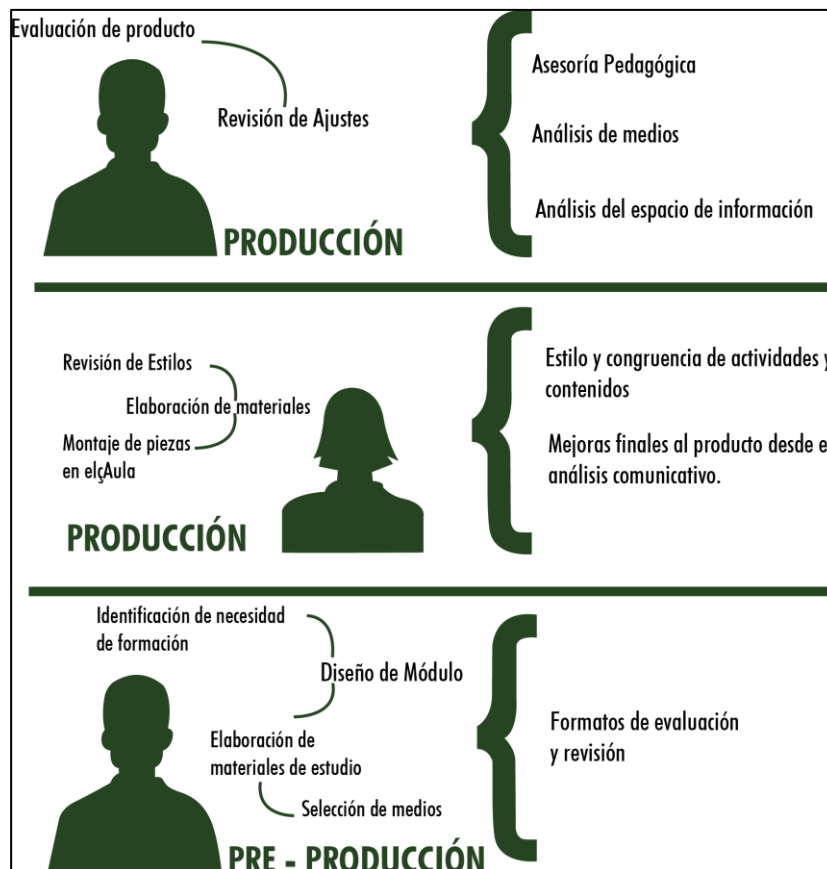 Evaluación de producto
Revisión de Ajustes
PRODUCCIÓN
Asesoría Pedagógica
Análisis de medios
Análisis del espacio de información
Revisión de Estilos
Elaboración de materiales
Montaje de piezas
en elçAula
PRODUCCIÓN
Estilo y congruencia de actividades y
contenidos
Mejoras finales al producto desde e
análisis comunicativo.
Identificación de necesidad
de formación
Diseño de Módulo
Elaboración de
materiales de estudio
Selección de medios
PRE - PRODUCCIÓN
Formatos de evaluación
y revisión